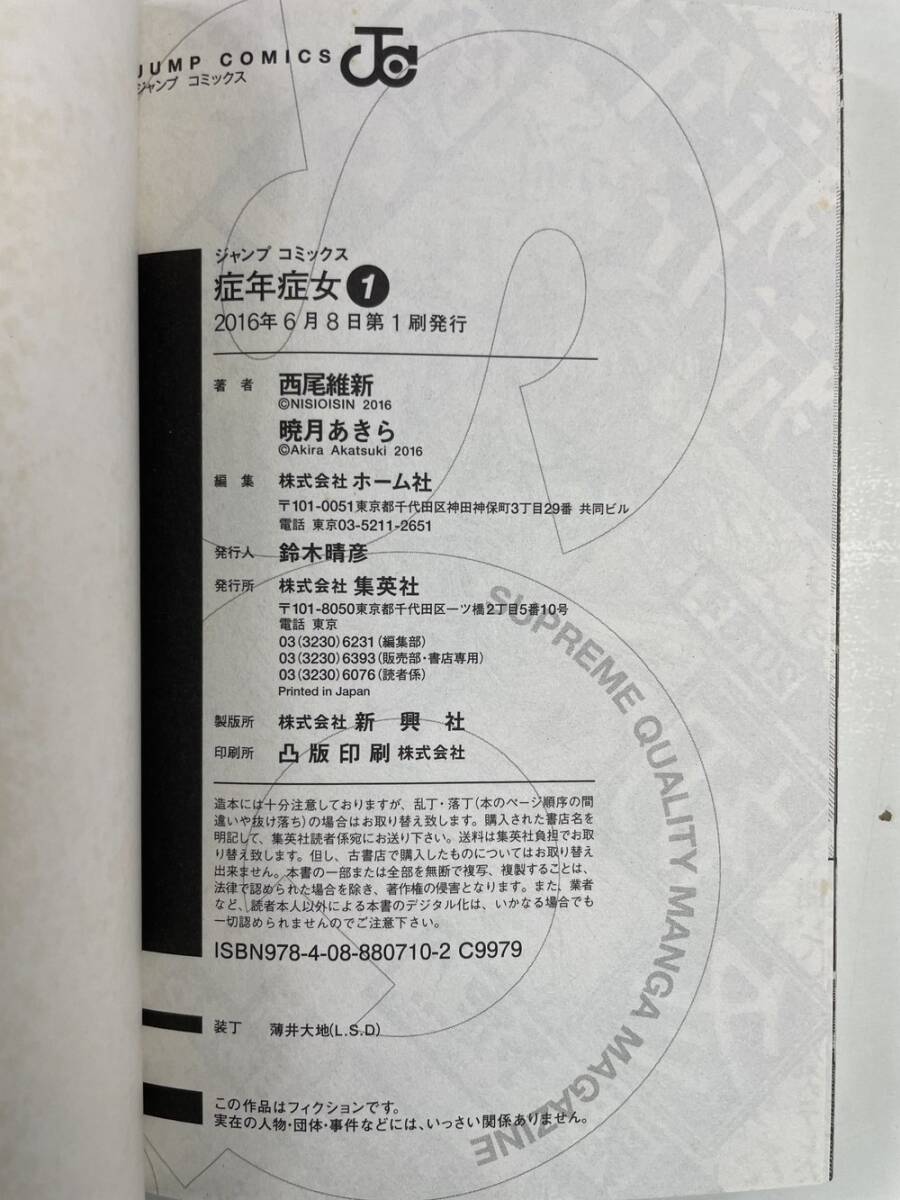 JUMP COMICS
ジャンプ コミックス
ジャンプ コミックス
症年症女1
2016年6月8日第1刷発行
著者 西尾維新
©NISIOISIN 2016
暁月あきら
©Akira Akatsuki 2016
編集 株式会社 ホーム社
〒101-0051東京都千代田区神田神保町3丁目29番 共同ビル
電話 東京03-5211-2651
発行人 鈴木晴彦
発行所 株式会社 集英社
〒101-8050東京都千代田区一ツ橋2丁目5番10号
電話 東京
03(3230)6231(編集部)
03(3230)6393(販売部・書店専用)
03(3230)6076(読者係)
Printed in Japan
製版所 株式会社 新興社
印刷所 凸版印刷 株式会社
造本には十分注意しておりますが、乱丁・落丁(本のページ順序の間
違いや抜け落ち)の場合はお取り替え致します。購入された書店名を
明記して、集英社読者係宛にお送り下さい。送料は集英社負担でお取
り替え致します。但し、古書店で購入したものについてはお取り替え
出来ません。本書の一部または全部を無断で複写、複製することは、
法律で認められた場合を除き、著作権の侵害となります。また、業者
など、読者本人以外による本書のデジタル化は、いかなる場合でも
一切認められませんのでご注意下さい。
ISBN978-4-08-880710-2 C9979
装丁 薄井大地(L.S.D)
この作品はフィクションです。
実在の人物・団体・事件などには、いっさい関係ありません。
SUPREME QUALITY MANGA MAGAZINE